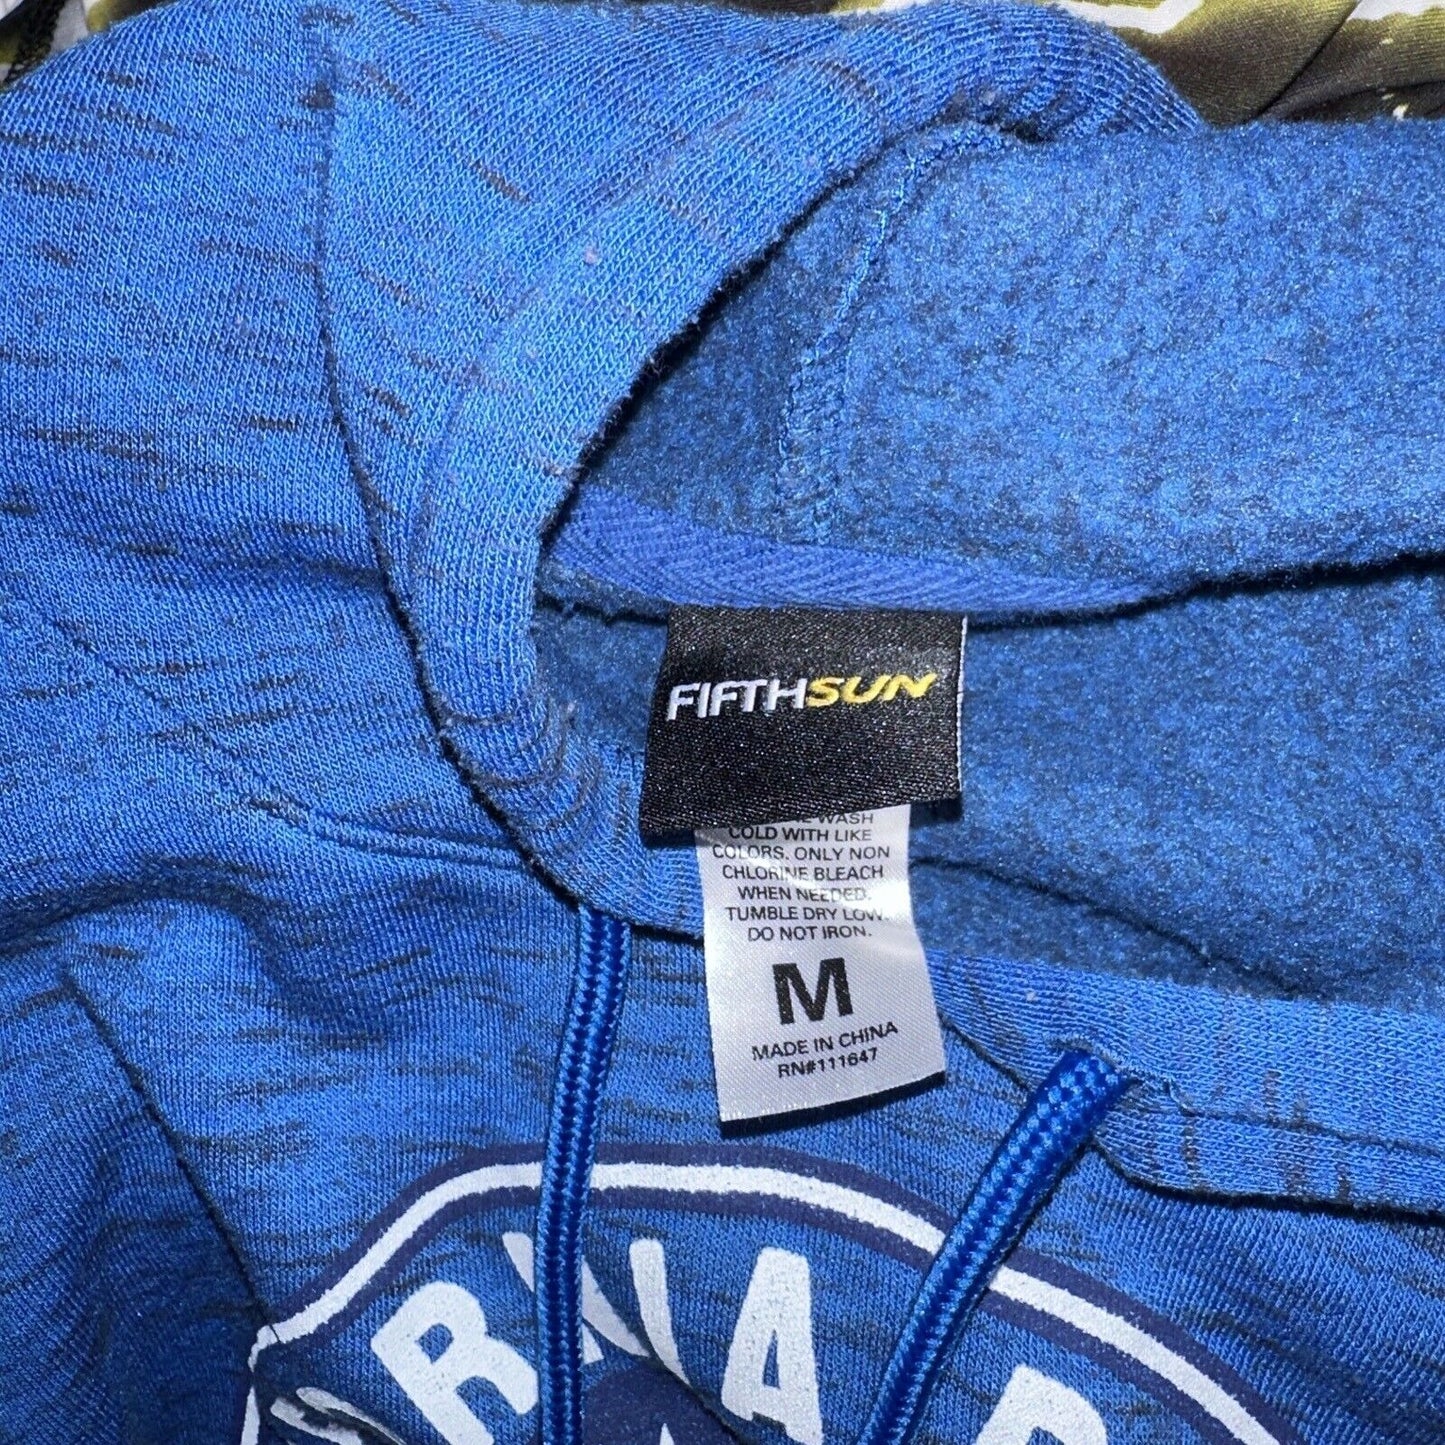 FIFTHSUN
WASH
COLD WITH LIKE
COLORS. ONLY NON
CHLORINE BLEACH
WHEN NEEDED.
TUMBLE DRY LOW.
DO NOT IRON.
M
MADE IN CHINA
RN#111647